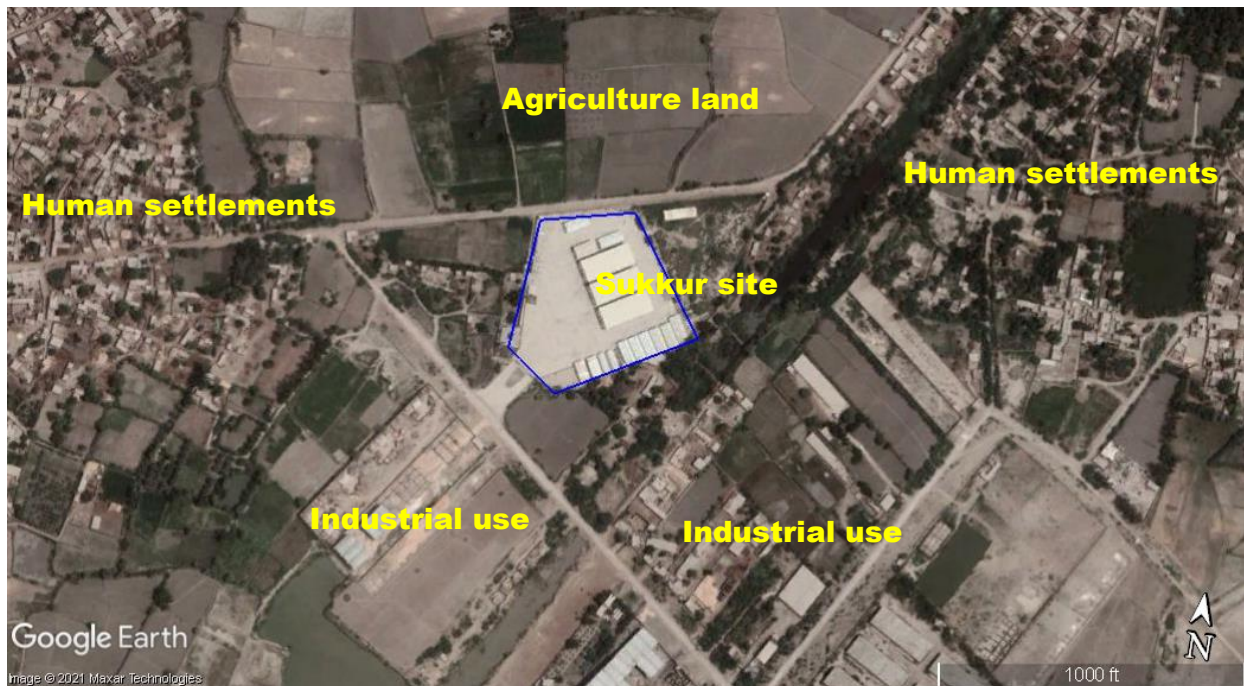 Agriculture land
Human settlements
Human settlements
Sukkur site
Industrial use
Industrial use
Google Earth
N
1000 ft
Image © 2021 Maxar Technologies